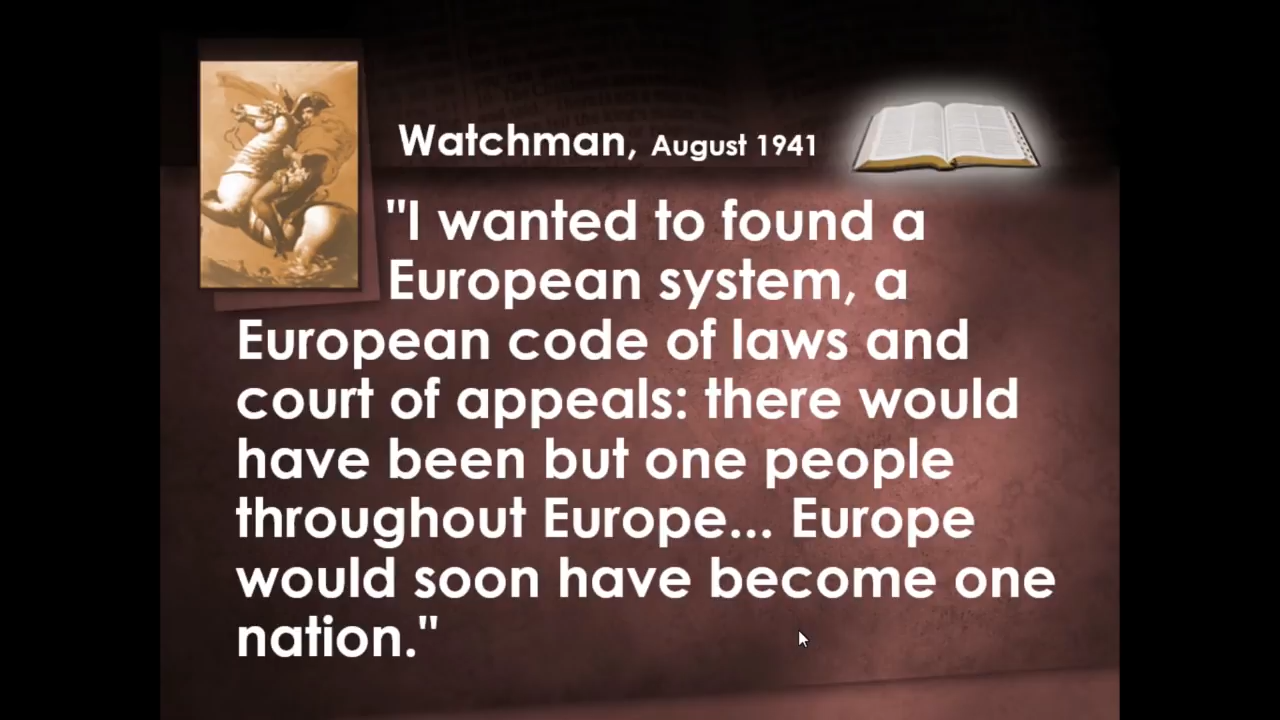 Watchman, August 1941
"I wanted to found a
European system, a
European code of laws and
court of appeals: there would
have been but one people
throughout Europe... Europe
would soon have become one
nation."